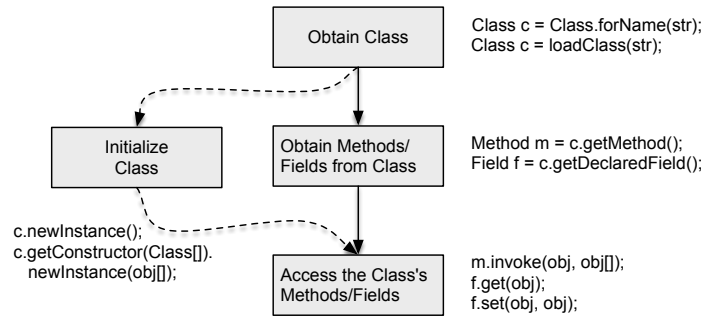 Obtain Class
Class c = Class.forName(str);
Class c = loadClass(str);
Initialize
Class
Obtain Methods/
Fields from Class
Method m = c.getMethod();
Field f = c.getDeclaredField();
c.newInstance();
c.getConstructor(Class[]).
newInstance(obj[]);
Access the Class's
Methods/Fields
m.invoke(obj, obj[]);
f.get(obj);
f.set(obj, obj);